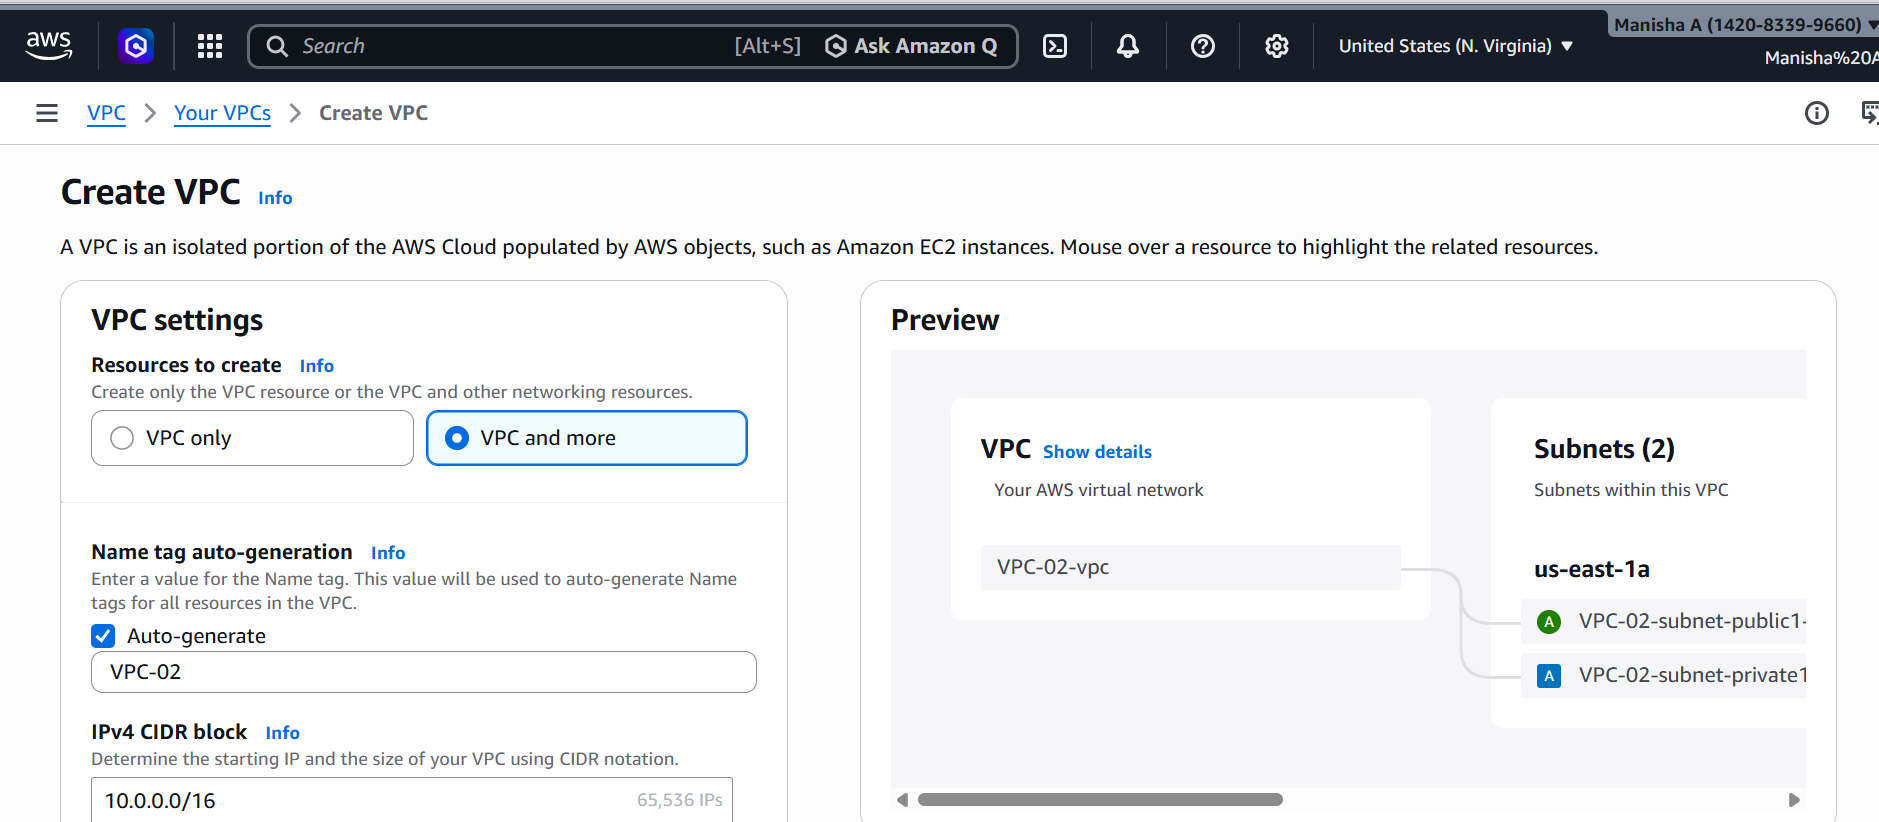 aws
Search [Alt+S] Ask Amazon Q
United States (N. Virginia)
Manisha A (1420-8339-9660)
Manisha%20A
VPC
Your VPCs
Create VPC
Create VPC Info
A VPC is an isolated portion of the AWS Cloud populated by AWS objects, such as Amazon EC2 instances. Mouse over a resource to highlight the related resources.
VPC settings
Resources to create Info
Create only the VPC resource or the VPC and other networking resources.
VPC only
VPC and more
Name tag auto-generation Info
Enter a value for the Name tag. This value will be used to auto-generate Name
tags for all resources in the VPC.
Auto-generate
VPC-02
IPv4 CIDR block Info
Determine the starting IP and the size of your VPC using CIDR notation.
10.0.0.0/16 65,536 IPs
Preview
VPC Show details
Your AWS virtual network
VPC-02-vpc
Subnets (2)
Subnets within this VPC
us-east-1a
A VPC-02-subnet-public1-
A VPC-02-subnet-private1